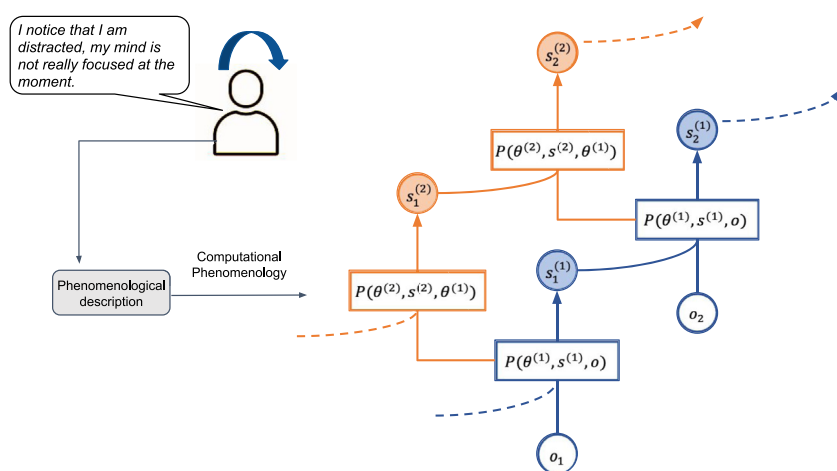 I notice that I am
distracted, my mind is
not really focused at the
moment.
Phenomenological
description
Computational
Phenomenology
s₂⁽²⁾
P(θ⁽²⁾, s⁽²⁾, θ⁽¹⁾)
s₂⁽¹⁾
s₁⁽²⁾
P(θ⁽¹⁾, s⁽¹⁾, o)
s₁⁽¹⁾
P(θ⁽²⁾, s⁽²⁾, θ⁽¹⁾)
o₂
P(θ⁽¹⁾, s⁽¹⁾, o)
o₁